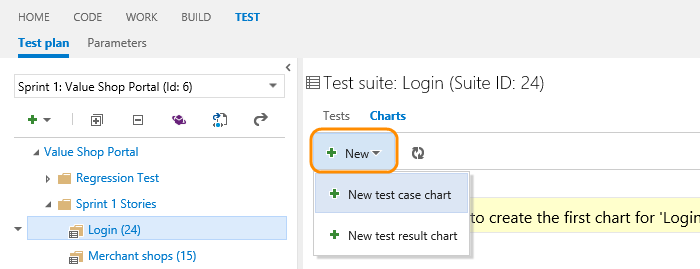 HOME CODE WORK BUILD TEST
Test plan Parameters
Sprint 1: Value Shop Portal (Id: 6)
Value Shop Portal
Regression Test
Sprint 1 Stories
Login (24)
Merchant shops (15)
Test suite: Login (Suite ID: 24)
Tests Charts
New
New test case chart
to create the first chart for 'Login
New test result chart